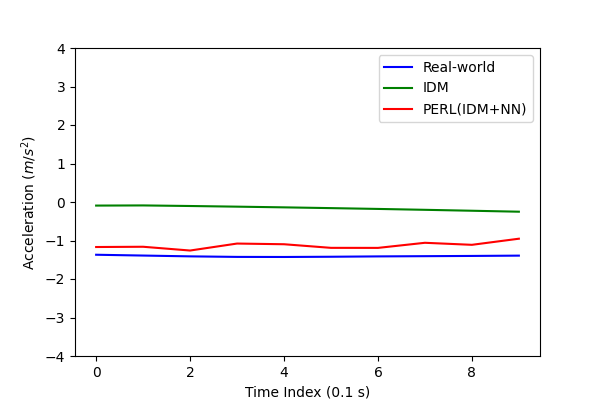 Real-world
IDM
PERL(IDM+NN)
Acceleration (m/s²)
4
3
2
1
0
−1
−2
−3
−4
0 2 4 6 8
Time Index (0.1 s)